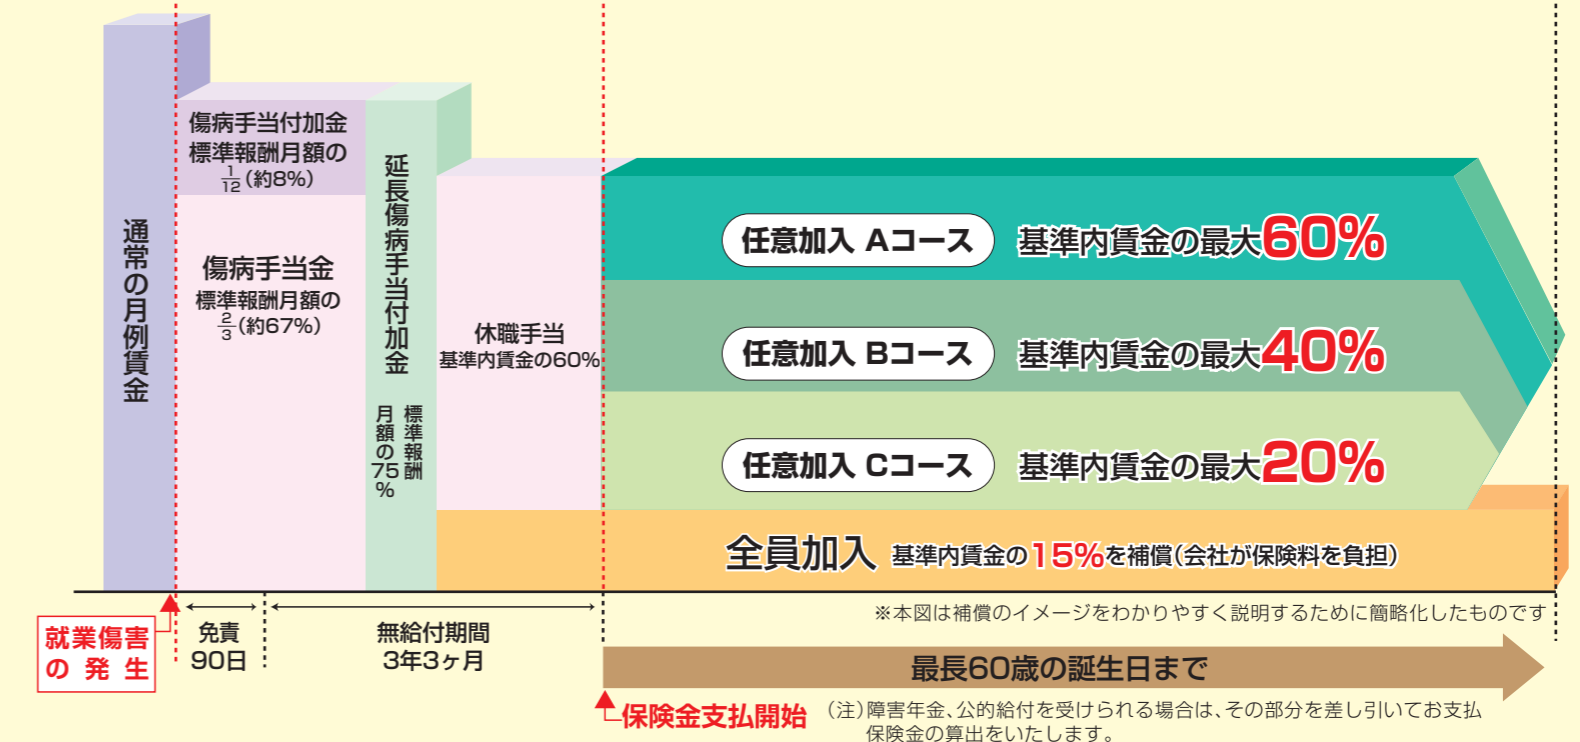 通常の月例賃金
傷病手当付加金
標準報酬月額の
1/12(約8%)
傷病手当金
標準報酬月額の
2/3(約67%)
延長傷病手当付加金
標準報酬
月額の75%
休職手当
基準内賃金の60%
任意加入 Aコース 基準内賃金の最大60%
任意加入 Bコース 基準内賃金の最大40%
任意加入 Cコース 基準内賃金の最大20%
全員加入 基準内賃金の15%を補償(会社が保険料を負担)
※本図は補償のイメージをわかりやすく説明するために簡略化したものです
就業傷害
の発生
免責
90日
無給付期間
3年3ヶ月
最長60歳の誕生日まで
保険金支払開始
(注)障害年金、公的給付を受けられる場合は、その部分を差し引いてお支払
保険金の算出をいたします。